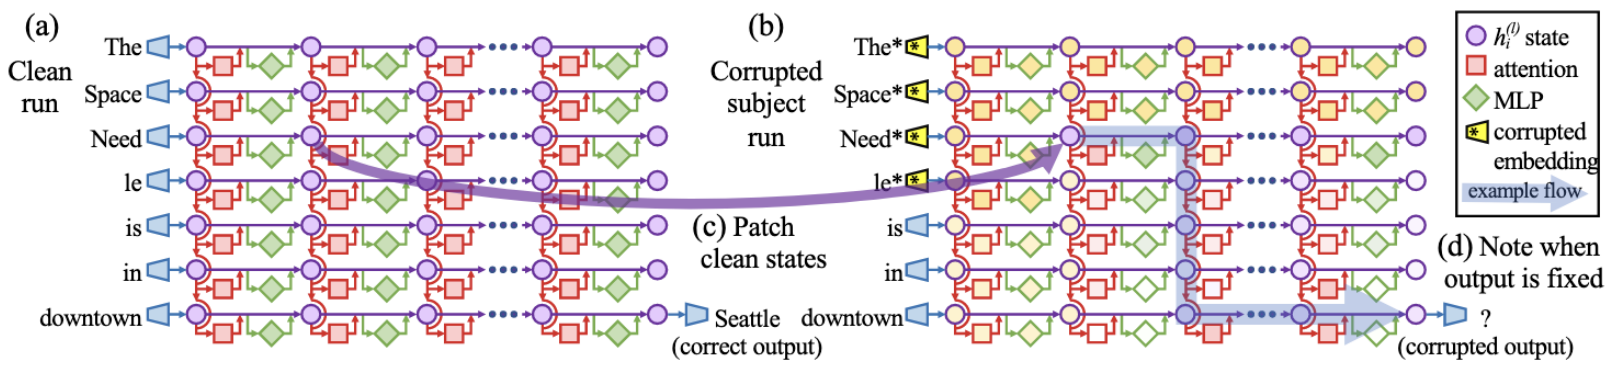 (a)
Clean
run
The
Space
Need
le
is
in
downtown
Seattle
(correct output)
(b)
Corrupted
subject
run
The*
Space*
Need*
le*
is
in
downtown
*
*
*
*
(c) Patch
clean states
(d) Note when
output is fixed
?
(corrupted output)
hᵢ⁽ˡ⁾ state
attention
MLP
* corrupted
embedding
example flow